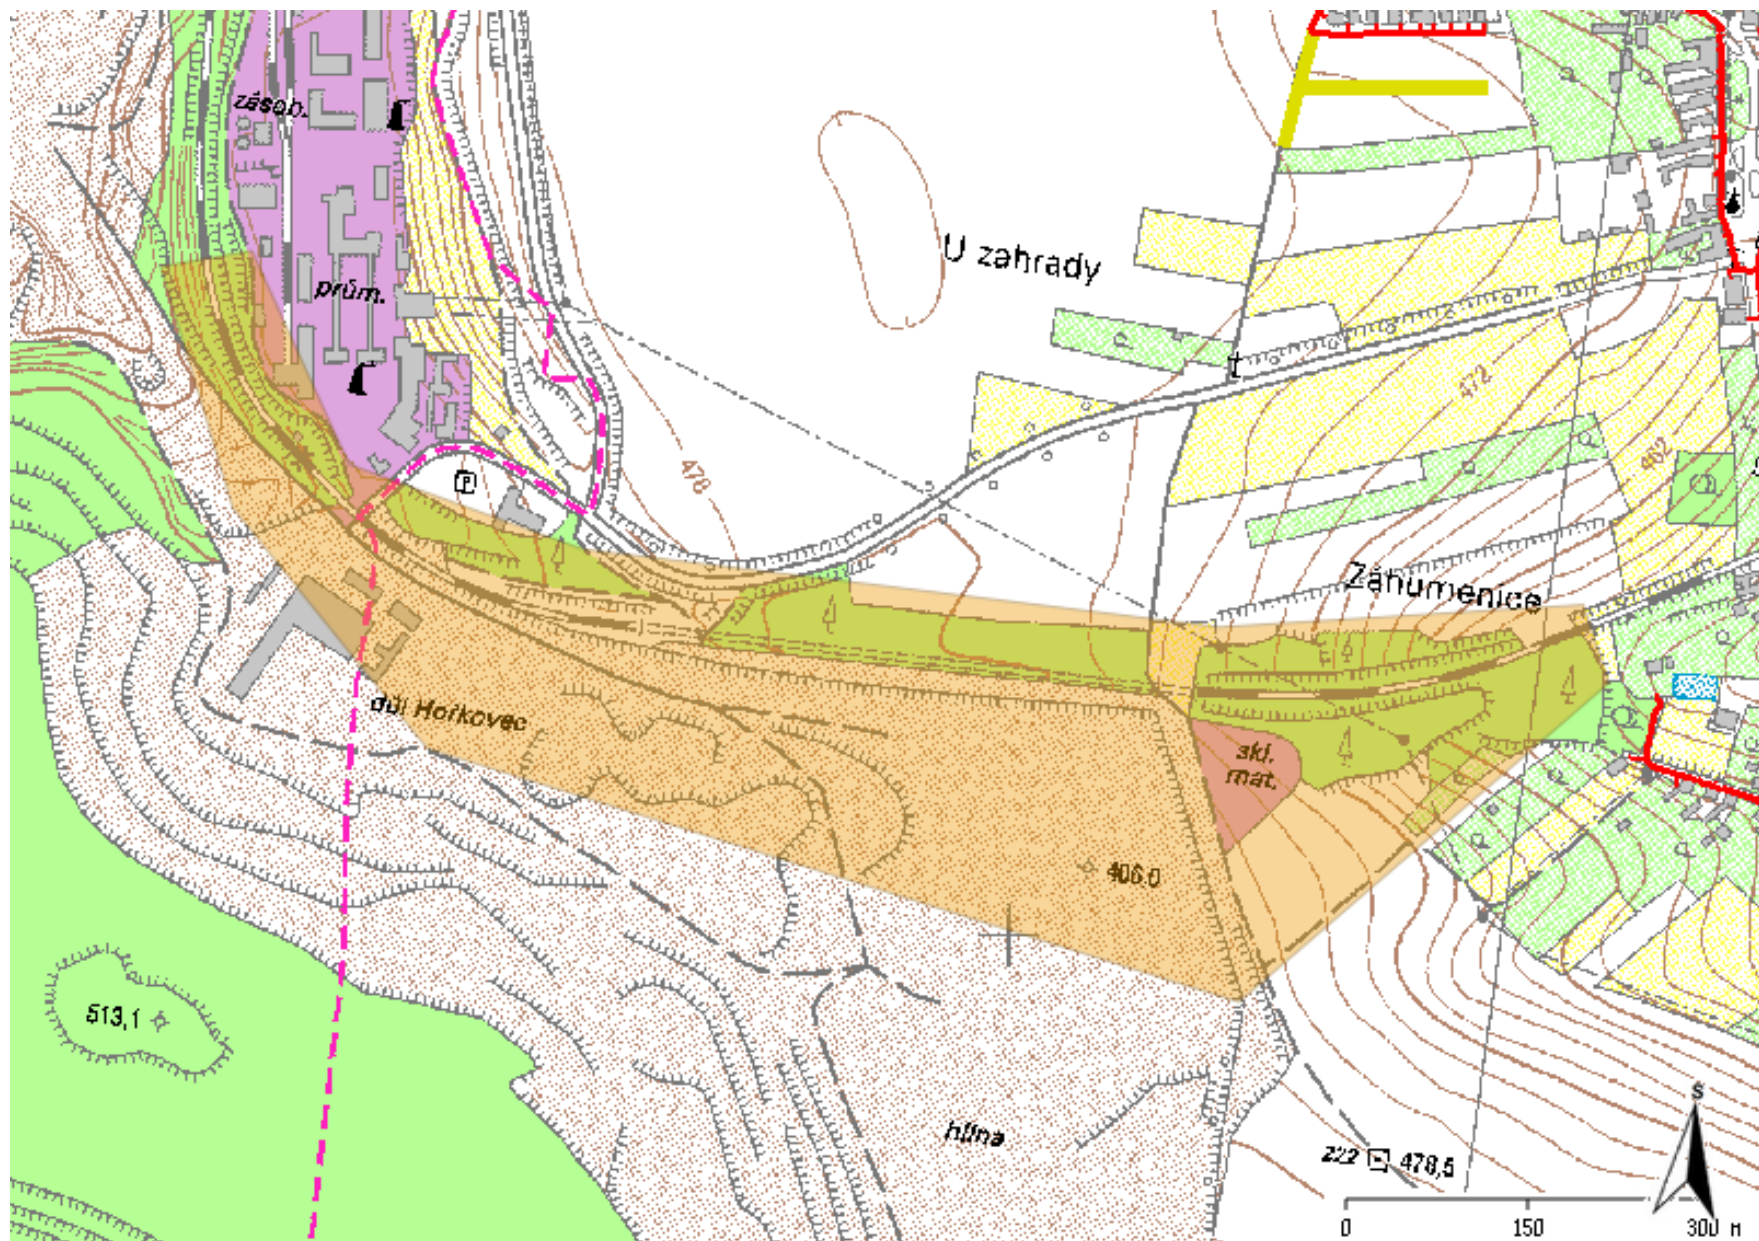 zásob.
U zahrady
prům.
472
462
478
P
Záhumenice
důl Hořkovec
skl.
mat.
406.0
513,1
hlína
S
222
478,5
0
150
300 m